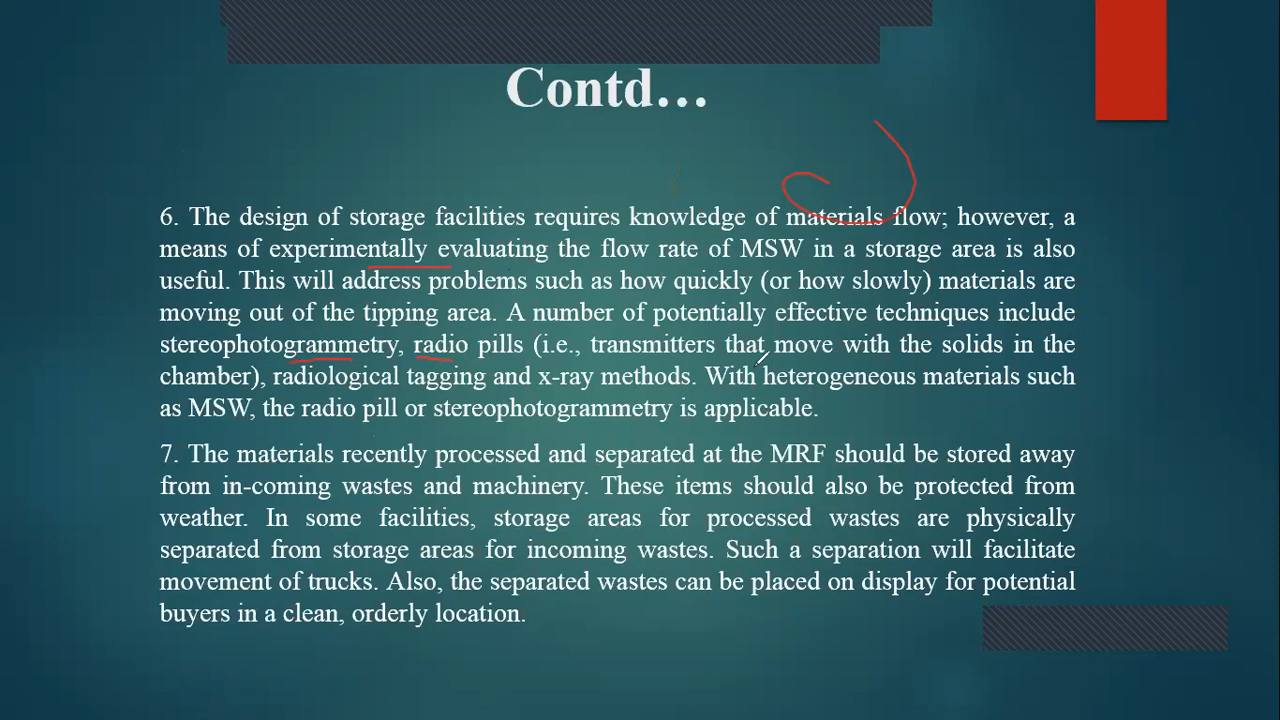 Contd…
6. The design of storage facilities requires knowledge of materials flow; however, a
means of experimentally evaluating the flow rate of MSW in a storage area is also
useful. This will address problems such as how quickly (or how slowly) materials are
moving out of the tipping area. A number of potentially effective techniques include
stereophotogrammetry, radio pills (i.e., transmitters that move with the solids in the
chamber), radiological tagging and x-ray methods. With heterogeneous materials such
as MSW, the radio pill or stereophotogrammetry is applicable.
7. The materials recently processed and separated at the MRF should be stored away
from in-coming wastes and machinery. These items should also be protected from
weather. In some facilities, storage areas for processed wastes are physically
separated from storage areas for incoming wastes. Such a separation will facilitate
movement of trucks. Also, the separated wastes can be placed on display for potential
buyers in a clean, orderly location.